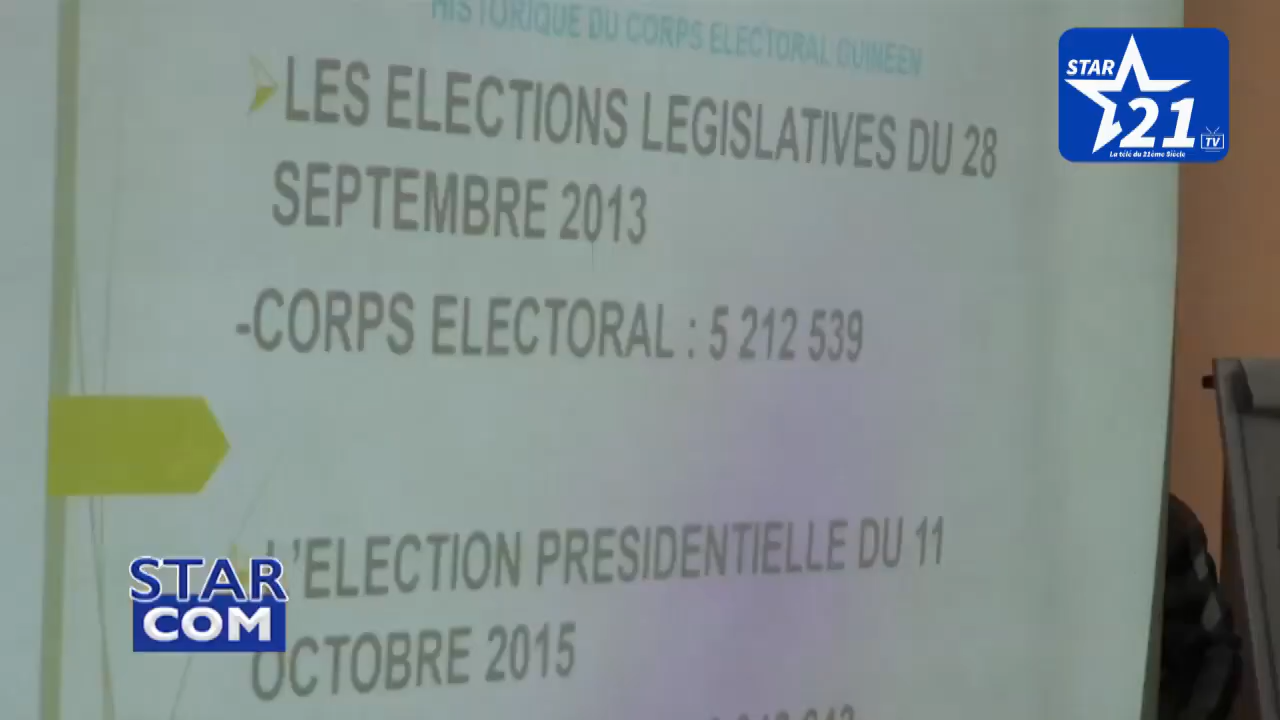 HISTORIQUE DU CORPS ELECTORAL GUINEEN
LES ELECTIONS LEGISLATIVES DU 28
SEPTEMBRE 2013
-CORPS ELECTORAL : 5 212 539
L'ELECTION PRESIDENTIELLE DU 11
OCTOBRE 2015
STAR
21
TV
La télé du 21ème Siècle
STAR
COM